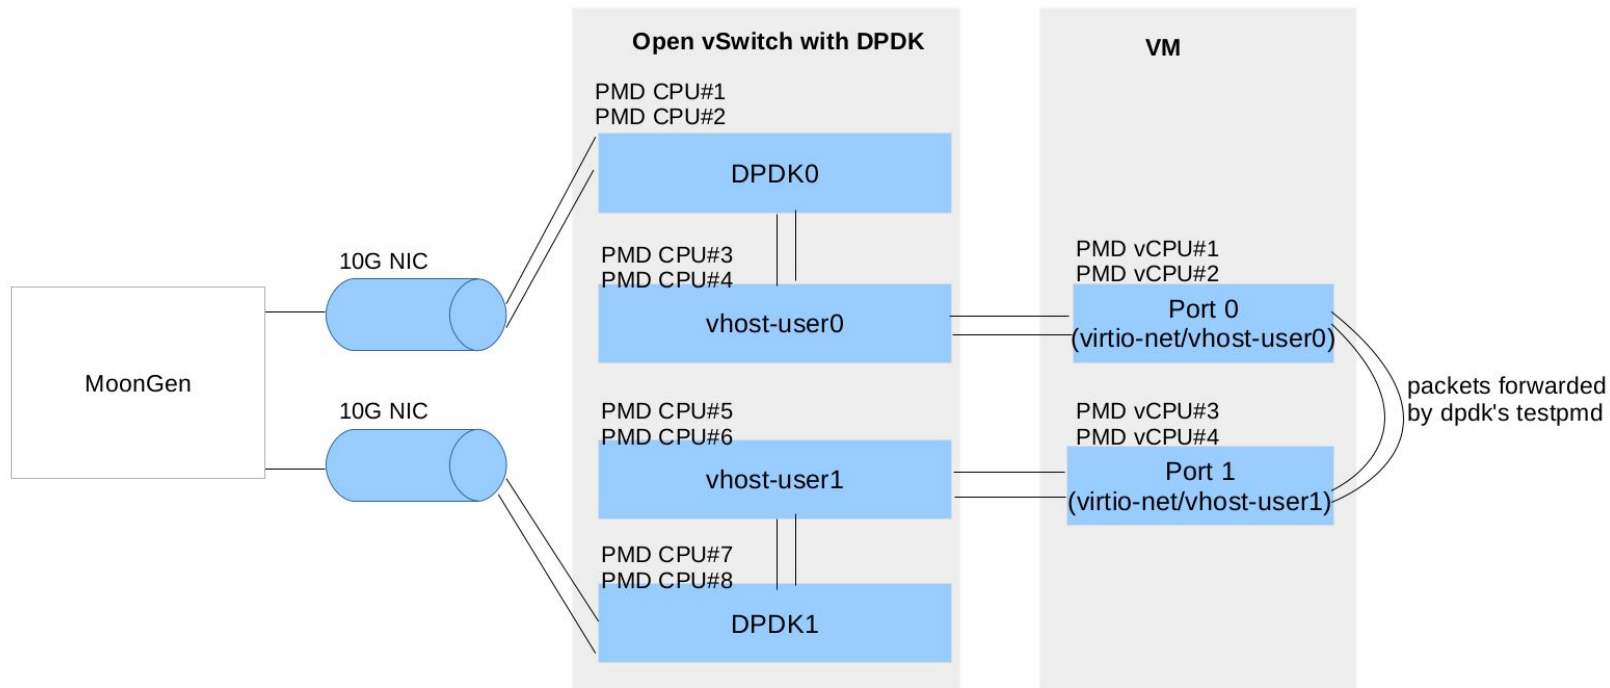 Open vSwitch with DPDK
VM
PMD CPU#1
PMD CPU#2
DPDK0
10G NIC
PMD CPU#3
PMD CPU#4
vhost-user0
PMD vCPU#1
PMD vCPU#2
Port 0
(virtio-net/vhost-user0)
MoonGen
packets forwarded
by dpdk's testpmd
10G NIC
PMD CPU#5
PMD CPU#6
vhost-user1
PMD vCPU#3
PMD vCPU#4
Port 1
(virtio-net/vhost-user1)
PMD CPU#7
PMD CPU#8
DPDK1